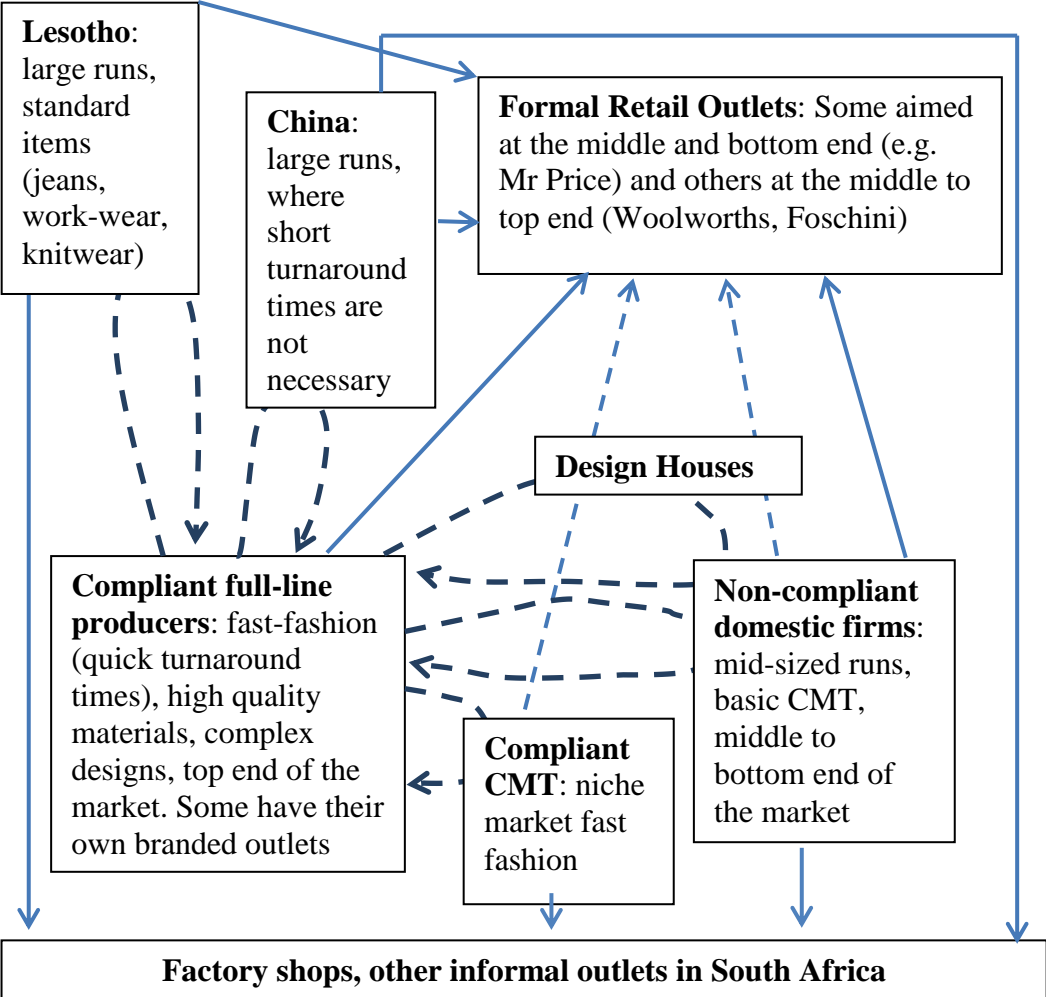 Lesotho:
large runs,
standard
items
(jeans,
work-wear,
knitwear)
China:
large runs,
where
short
turnaround
times are
not
necessary
Formal Retail Outlets: Some aimed
at the middle and bottom end (e.g.
Mr Price) and others at the middle to
top end (Woolworths, Foschini)
Design Houses
Compliant full-line
producers: fast-fashion
(quick turnaround
times), high quality
materials, complex
designs, top end of the
market. Some have their
own branded outlets
Compliant
CMT: niche
market fast
fashion
Non-compliant
domestic firms:
mid-sized runs,
basic CMT,
middle to
bottom end of
the market
Factory shops, other informal outlets in South Africa